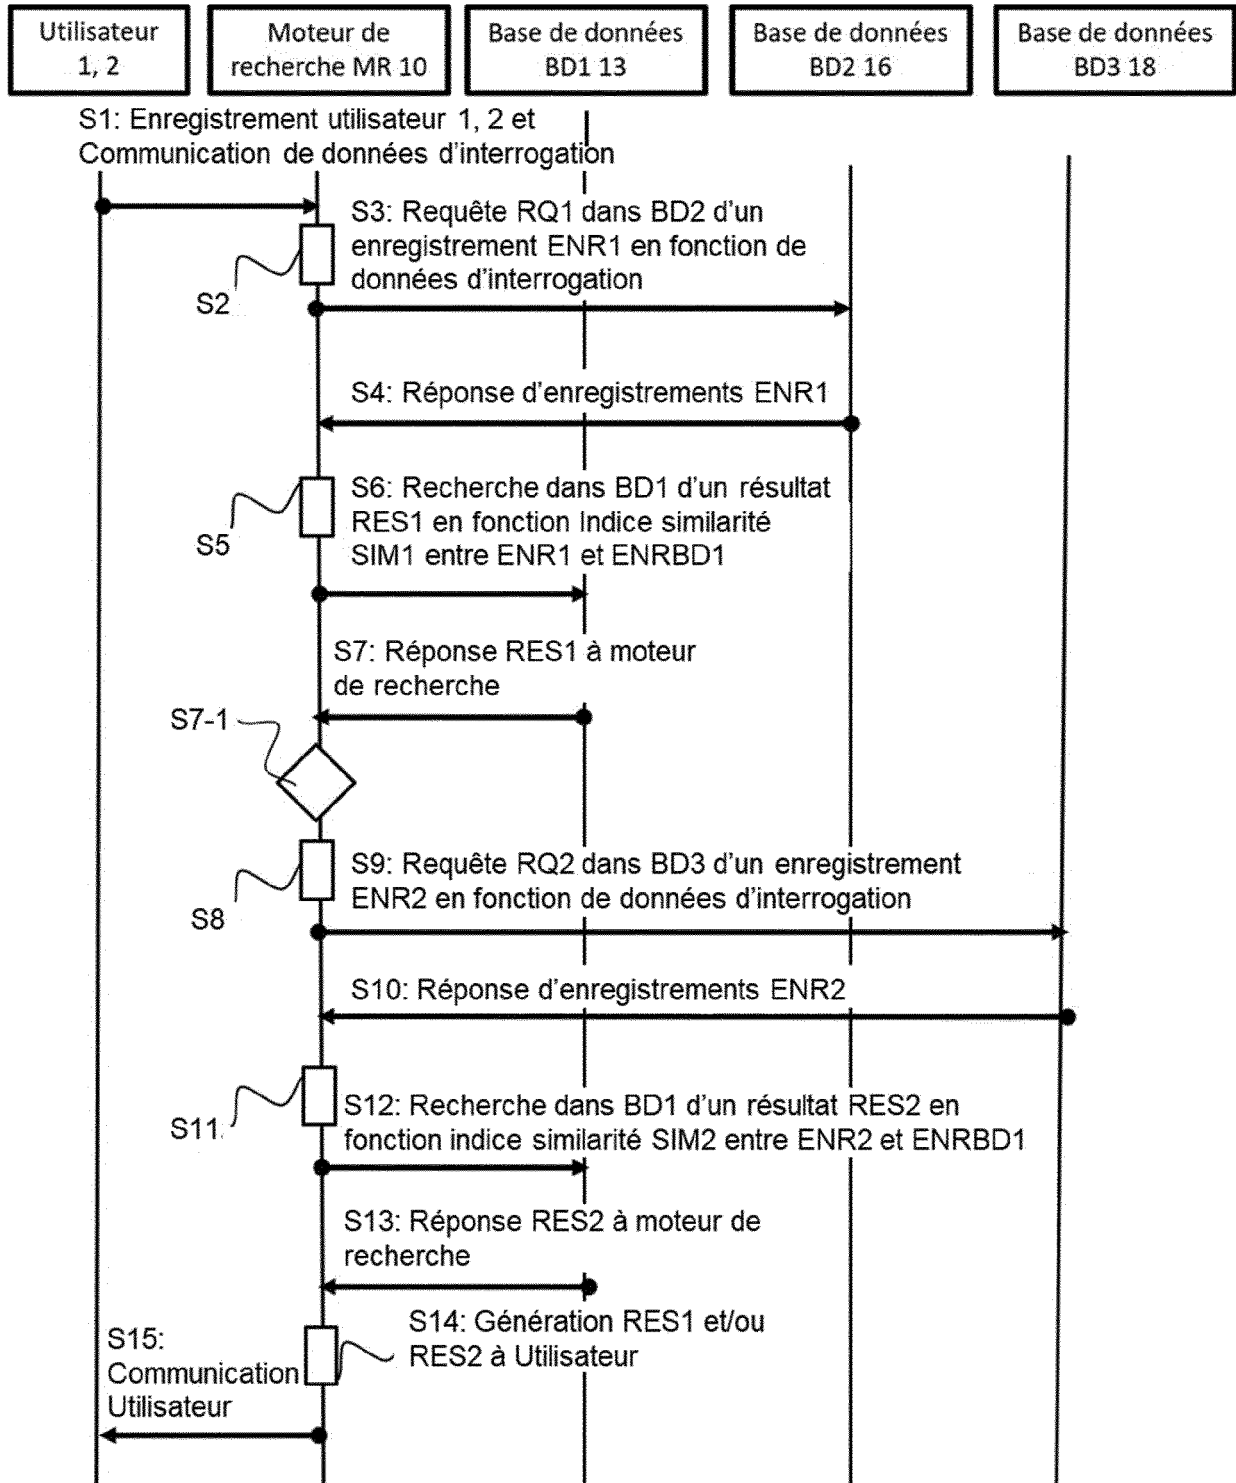 Utilisateur
1, 2
Moteur de
recherche MR 10
Base de données
BD1 13
Base de données
BD2 16
Base de données
BD3 18
S1: Enregistrement utilisateur 1, 2 et
Communication de données d'interrogation
S3: Requête RQ1 dans BD2 d'un
enregistrement ENR1 en fonction de
données d'interrogation
S2
S4: Réponse d'enregistrements ENR1
S6: Recherche dans BD1 d'un résultat
RES1 en fonction Indice similarité
SIM1 entre ENR1 et ENRBD1
S5
S7: Réponse RES1 à moteur
de recherche
S7-1
S9: Requête RQ2 dans BD3 d'un enregistrement
ENR2 en fonction de données d'interrogation
S8
S10: Réponse d'enregistrements ENR2
S12: Recherche dans BD1 d'un résultat RES2 en
fonction indice similarité SIM2 entre ENR2 et ENRBD1
S11
S13: Réponse RES2 à moteur de
recherche
S14: Génération RES1 et/ou
RES2 à Utilisateur
S15:
Communication
Utilisateur